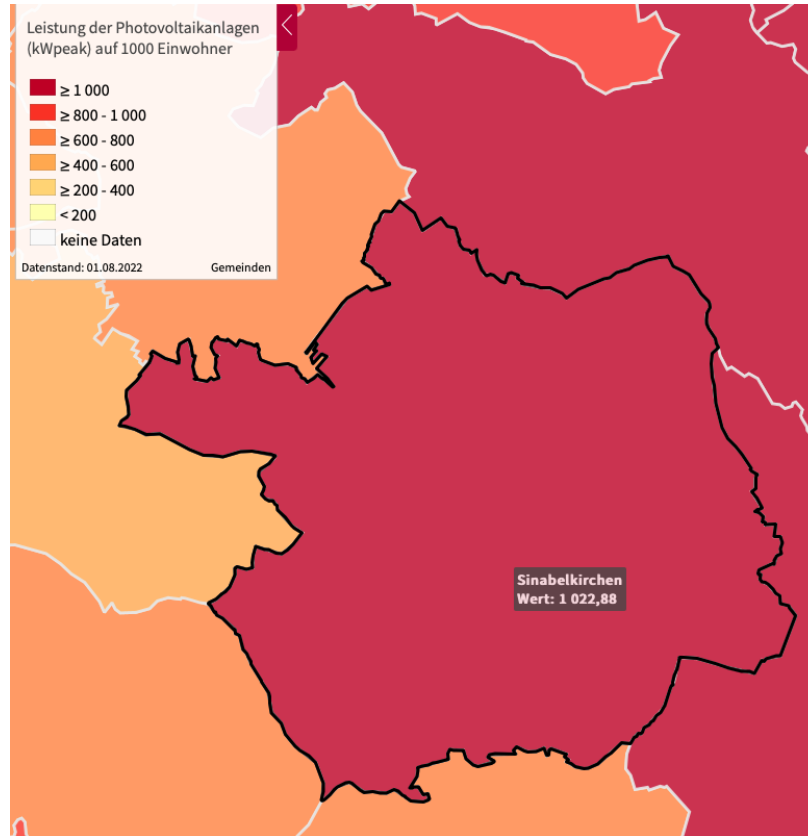 Leistung der Photovoltaikanlagen
(kWpeak) auf 1000 Einwohner
≥ 1 000
≥ 800 - 1 000
≥ 600 - 800
≥ 400 - 600
≥ 200 - 400
< 200
keine Daten
Datenstand: 01.08.2022 Gemeinden
Sinabelkirchen
Wert: 1 022,88